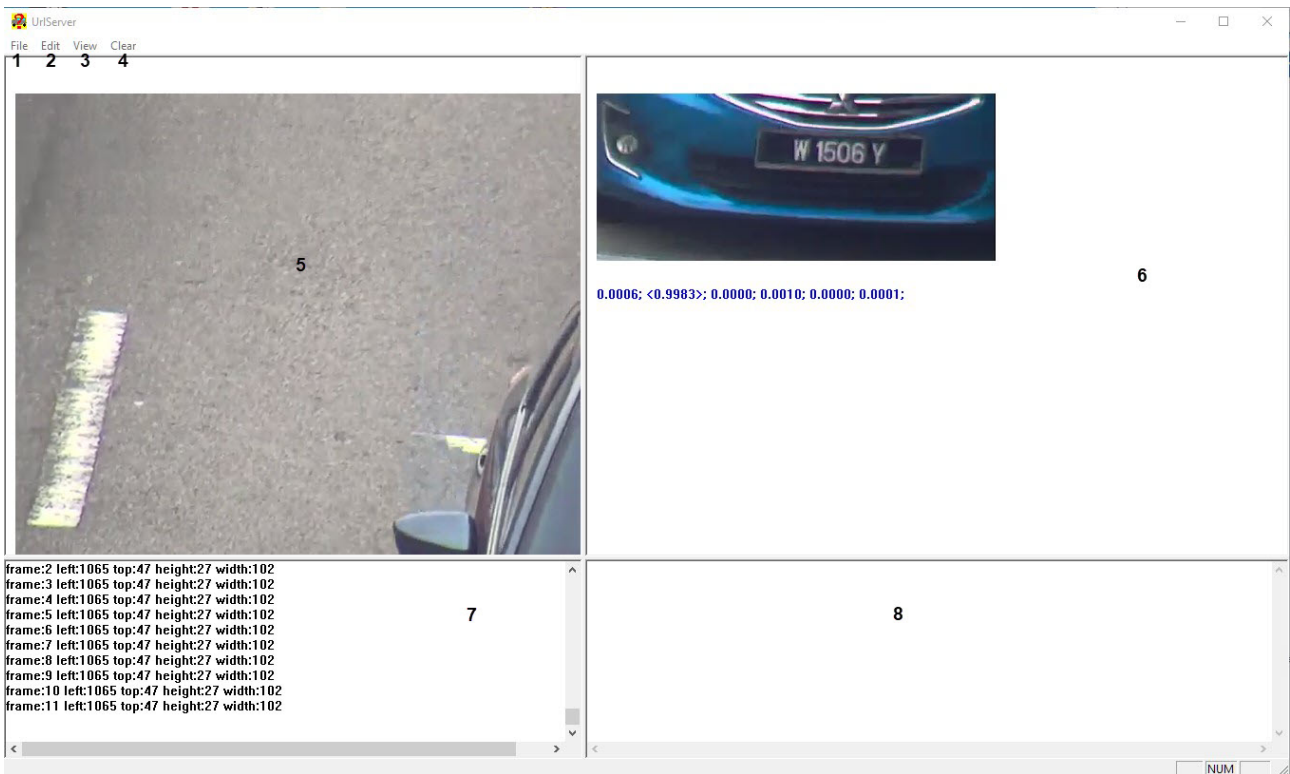 UrlServer
File Edit View Clear
1 2 3 4
W 1506 Y
5
6
0.0006; <0.9983>; 0.0000; 0.0010; 0.0000; 0.0001;
frame:2 left:1065 top:47 height:27 width:102
frame:3 left:1065 top:47 height:27 width:102
frame:4 left:1065 top:47 height:27 width:102
frame:5 left:1065 top:47 height:27 width:102
frame:6 left:1065 top:47 height:27 width:102
frame:7 left:1065 top:47 height:27 width:102
frame:8 left:1065 top:47 height:27 width:102
frame:9 left:1065 top:47 height:27 width:102
frame:10 left:1065 top:47 height:27 width:102
frame:11 left:1065 top:47 height:27 width:102
7
8
NUM